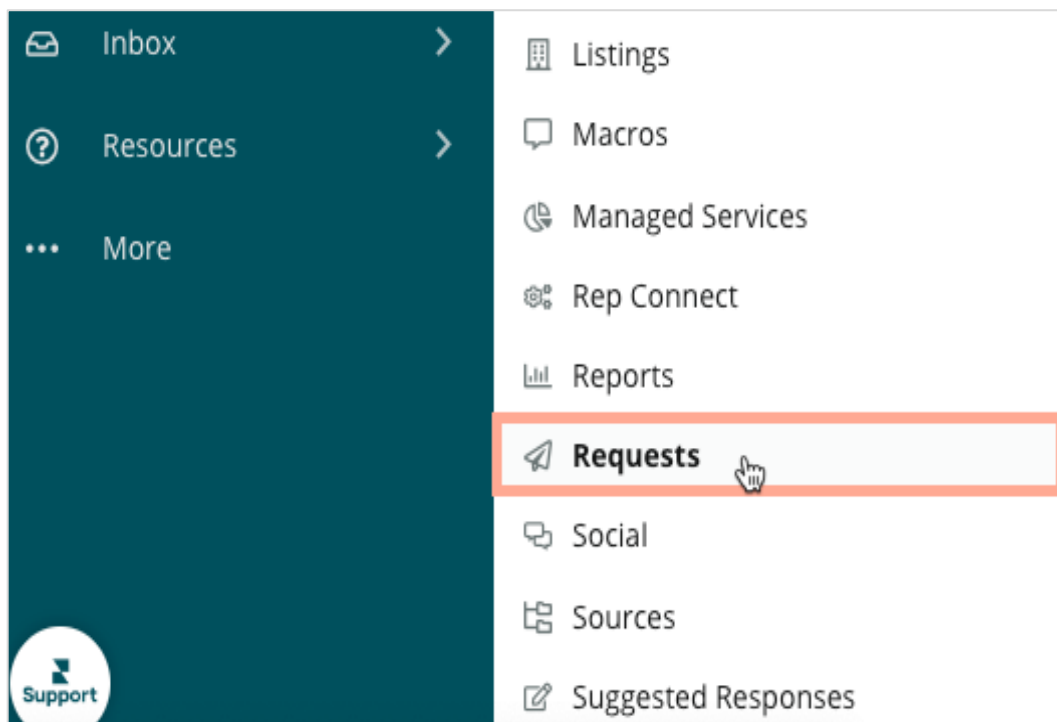 Inbox
Resources
More
Support
Listings
Macros
Managed Services
Rep Connect
Reports
Requests
Social
Sources
Suggested Responses